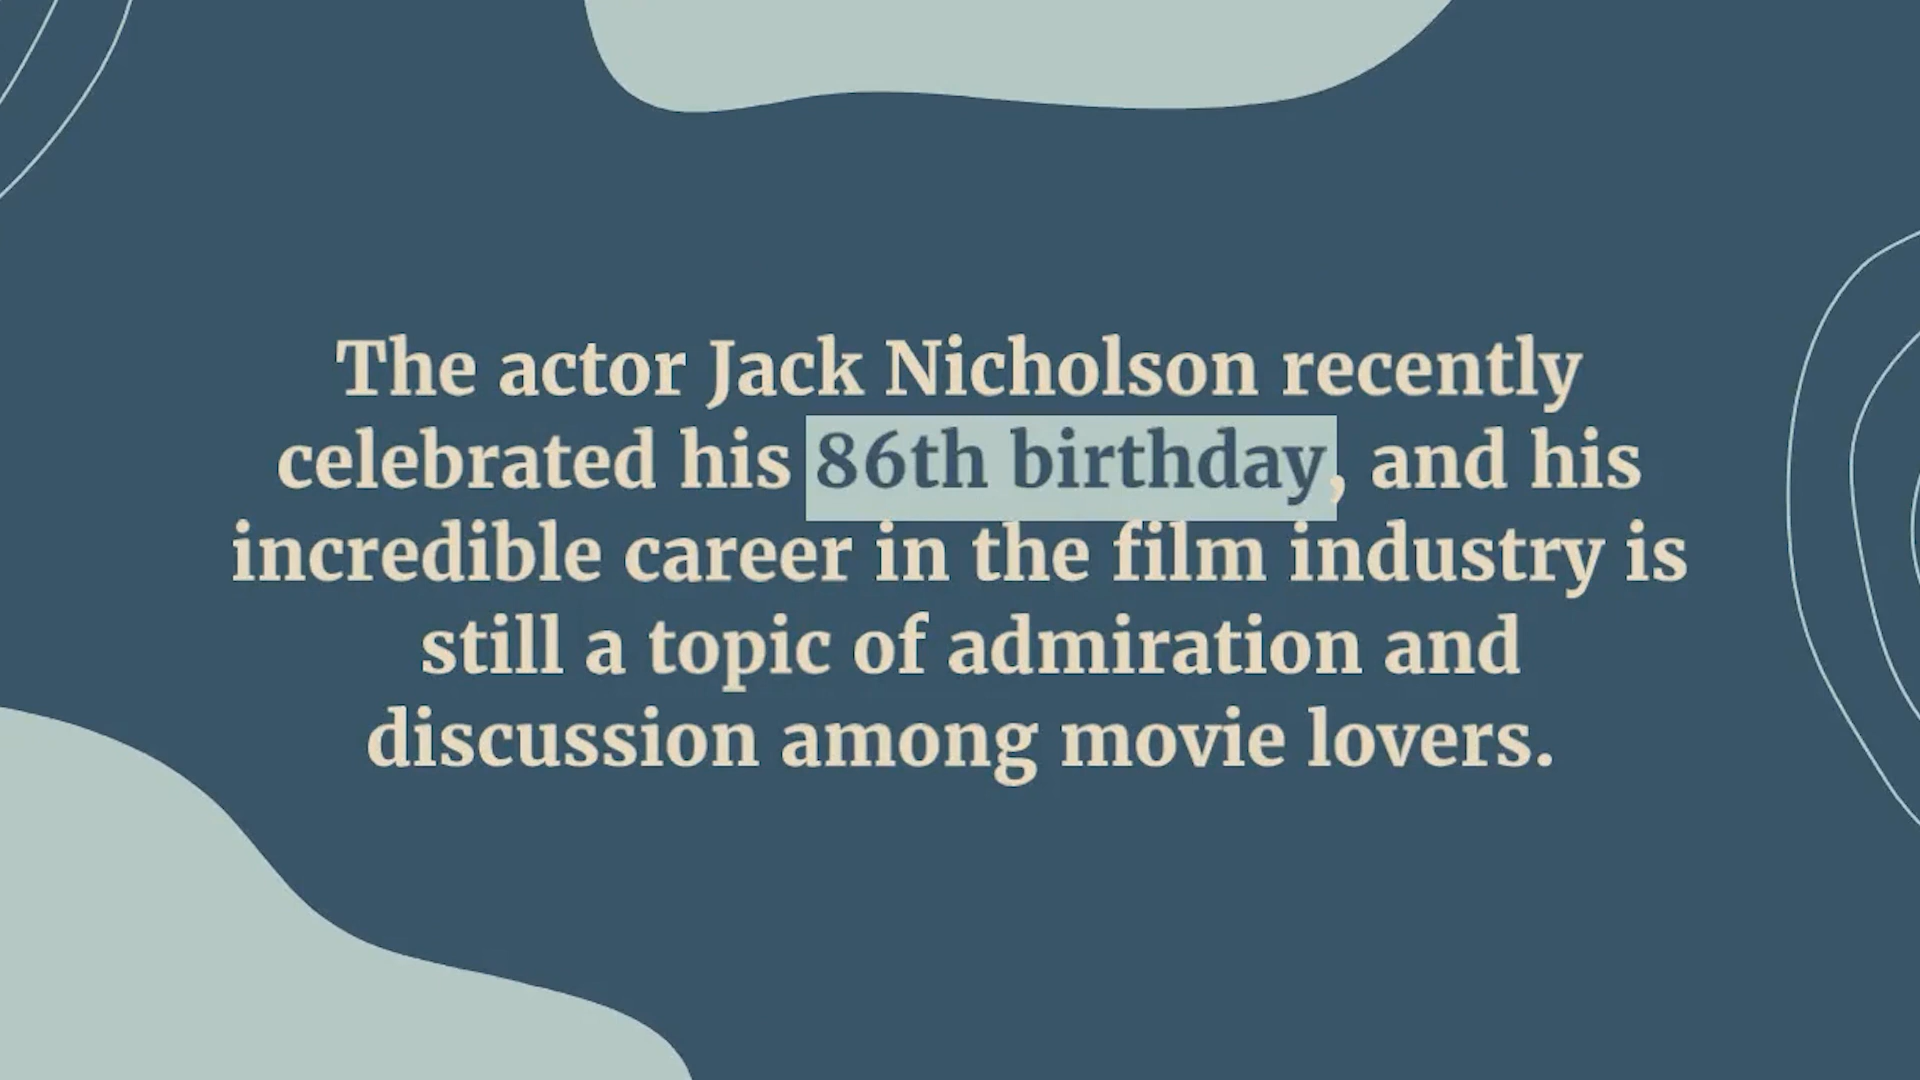 The actor Jack Nicholson recently
celebrated his 86th birthday, and his
incredible career in the film industry is
still a topic of admiration and
discussion among movie lovers.